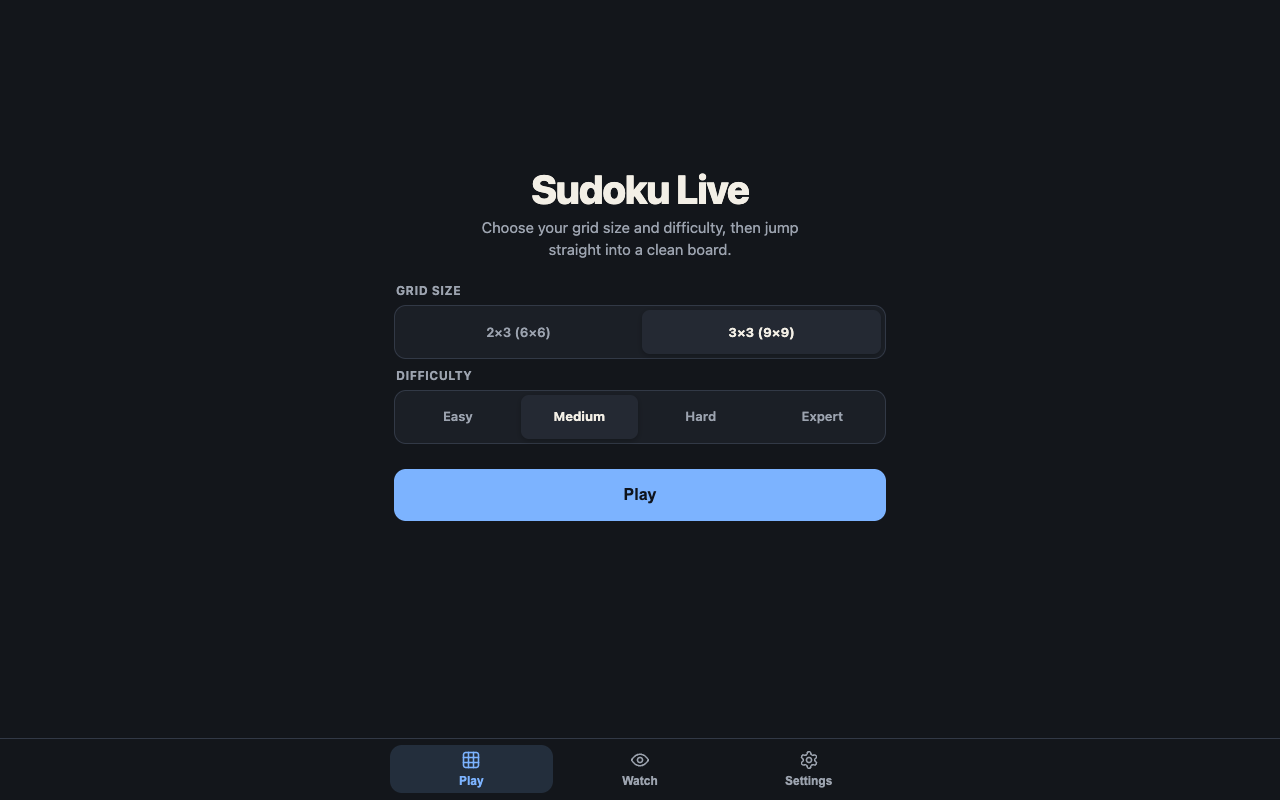 Sudoku Live
Choose your grid size and difficulty, then jump
straight into a clean board.
GRID SIZE
2×3 (6×6)
3×3 (9×9)
DIFFICULTY
Easy
Medium
Hard
Expert
Play
Play
Watch
Settings